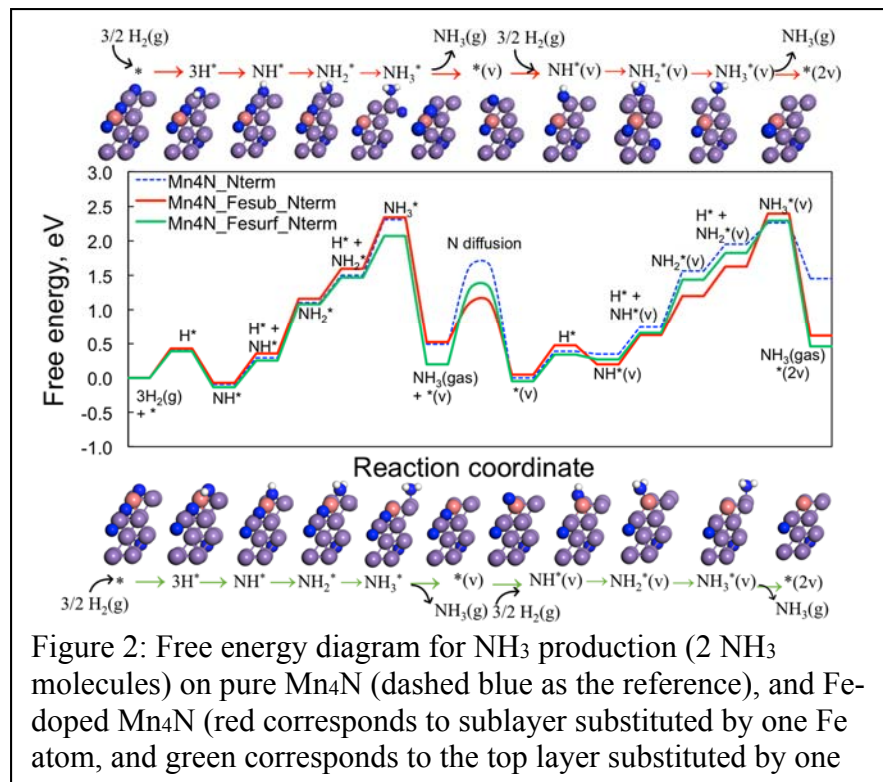 3/2 H₂(g)
NH₃(g)
3/2 H₂(g)
NH₃(g)
* → 3H* → NH* → NH₂* → NH₃* → *(v) → NH*(v) → NH₂*(v) → NH₃*(v) → *(2v)
3.0
2.5
2.0
1.5
1.0
0.5
0.0
-0.5
-1.0
Free energy, eV
Mn4N_Nterm
Mn4N_Fesub_Nterm
Mn4N_Fesurf_Nterm
3H₂(g)
+ *
H*
NH*
H* +
NH*
NH₂*
H* +
NH₂*
NH₃*
NH₃(gas)
+ *(v)
N diffusion
*(v)
H*
NH*(v)
H* +
NH*(v)
NH₂*(v)
H* +
NH₂*(v)
NH₃*(v)
NH₃(gas)
*(2v)
Reaction coordinate
* → 3H* → NH* → NH₂* → NH₃* → *(v) → NH*(v) → NH₂*(v) → NH₃*(v) → *(2v)
3/2 H₂(g)
NH₃(g)
3/2 H₂(g)
NH₃(g)
Figure 2: Free energy diagram for NH₃ production (2 NH₃
molecules) on pure Mn₄N (dashed blue as the reference), and Fe-
doped Mn₄N (red corresponds to sublayer substituted by one Fe
atom, and green corresponds to the top layer substituted by one